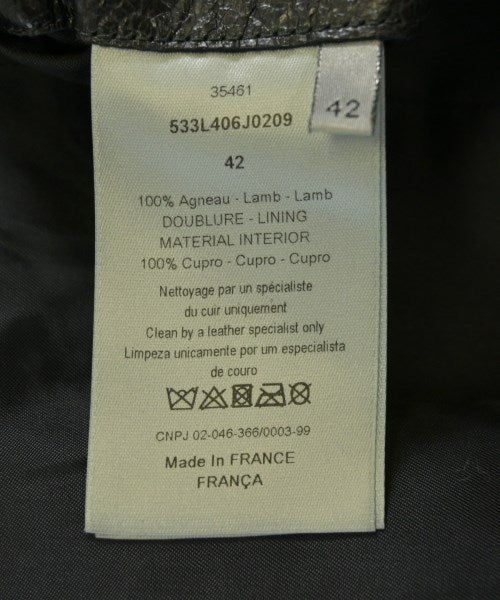 35461
533L406J0209
42
42
100% Agneau - Lamb - Lamb
DOUBLURE - LINING
MATERIAL INTERIOR
100% Cupro - Cupro - Cupro
Nettoyage par un spécialiste
du cuir uniquement
Clean by a leather specialist only
Limpeza unicamente por um especialista
de couro
CNPJ 02-046-366/0003-99
Made In FRANCE
FRANÇA